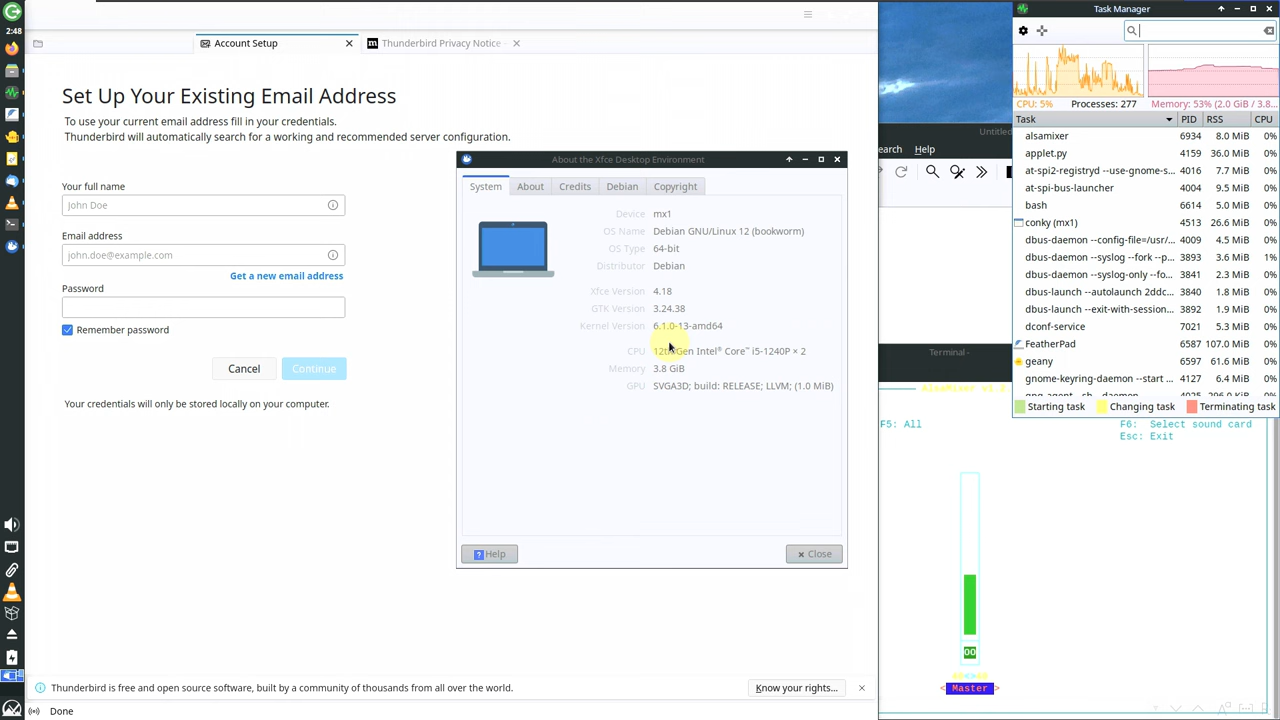 2:48
Account Setup
Thunderbird Privacy Notice
Set Up Your Existing Email Address
To use your current email address fill in your credentials.
Thunderbird will automatically search for a working and recommended server configuration.
Your full name
John Doe
Email address
john.doe@example.com
Get a new email address
Password
Remember password
Cancel
Continue
Your credentials will only be stored locally on your computer.
Thunderbird is free and open source software, built by a community of thousands from all over the world.
Know your rights...
Done
About the Xfce Desktop Environment
System
About
Credits
Debian
Copyright
Device mx1
OS Name Debian GNU/Linux 12 (bookworm)
OS Type 64-bit
Distributor Debian
Xfce Version 4.18
GTK Version 3.24.38
Kernel Version 6.1.0-13-amd64
CPU 12th Gen Intel® Core™ i5-1240P × 2
Memory 3.8 GiB
GPU SVGA3D; build: RELEASE; LLVM; (1.0 MiB)
Help
Close
Untitled
earch Help
Terminal -
F5: All
F6: Select sound card
Esc: Exit
00
< Master >
Task Manager
CPU: 5% Processes: 277 Memory: 53% (2.0 GiB / 3.8...
Task PID RSS CPU
alsamixer 6934 8.0 MiB 0%
applet.py 4159 36.0 MiB 0%
at-spi2-registryd --use-gnome-s... 4016 7.7 MiB 0%
at-spi-bus-launcher 4004 9.5 MiB 0%
bash 6614 5.0 MiB 0%
conky (mx1) 4513 26.6 MiB 0%
dbus-daemon --config-file=/usr/... 4009 4.5 MiB 0%
dbus-daemon --syslog --fork --p... 3893 3.6 MiB 1%
dbus-daemon --syslog-only --fo... 3841 2.3 MiB 0%
dbus-launch --autolaunch 2ddc... 3840 1.8 MiB 0%
dbus-launch --exit-with-session... 3892 1.9 MiB 0%
dconf-service 7021 5.3 MiB 0%
FeatherPad 6587 107.0 MiB 0%
geany 6597 61.6 MiB 0%
gnome-keyring-daemon --start ... 4127 6.4 MiB 0%
Starting task
Changing task
Terminating task